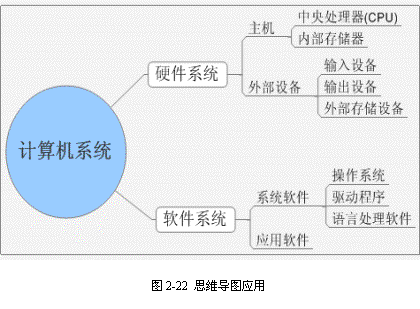 计算机系统
硬件系统
主机
中央处理器(CPU)
内部存储器
外部设备
输入设备
输出设备
外部存储设备
软件系统
系统软件
操作系统
驱动程序
语言处理软件
应用软件
图2-22 思维导图应用